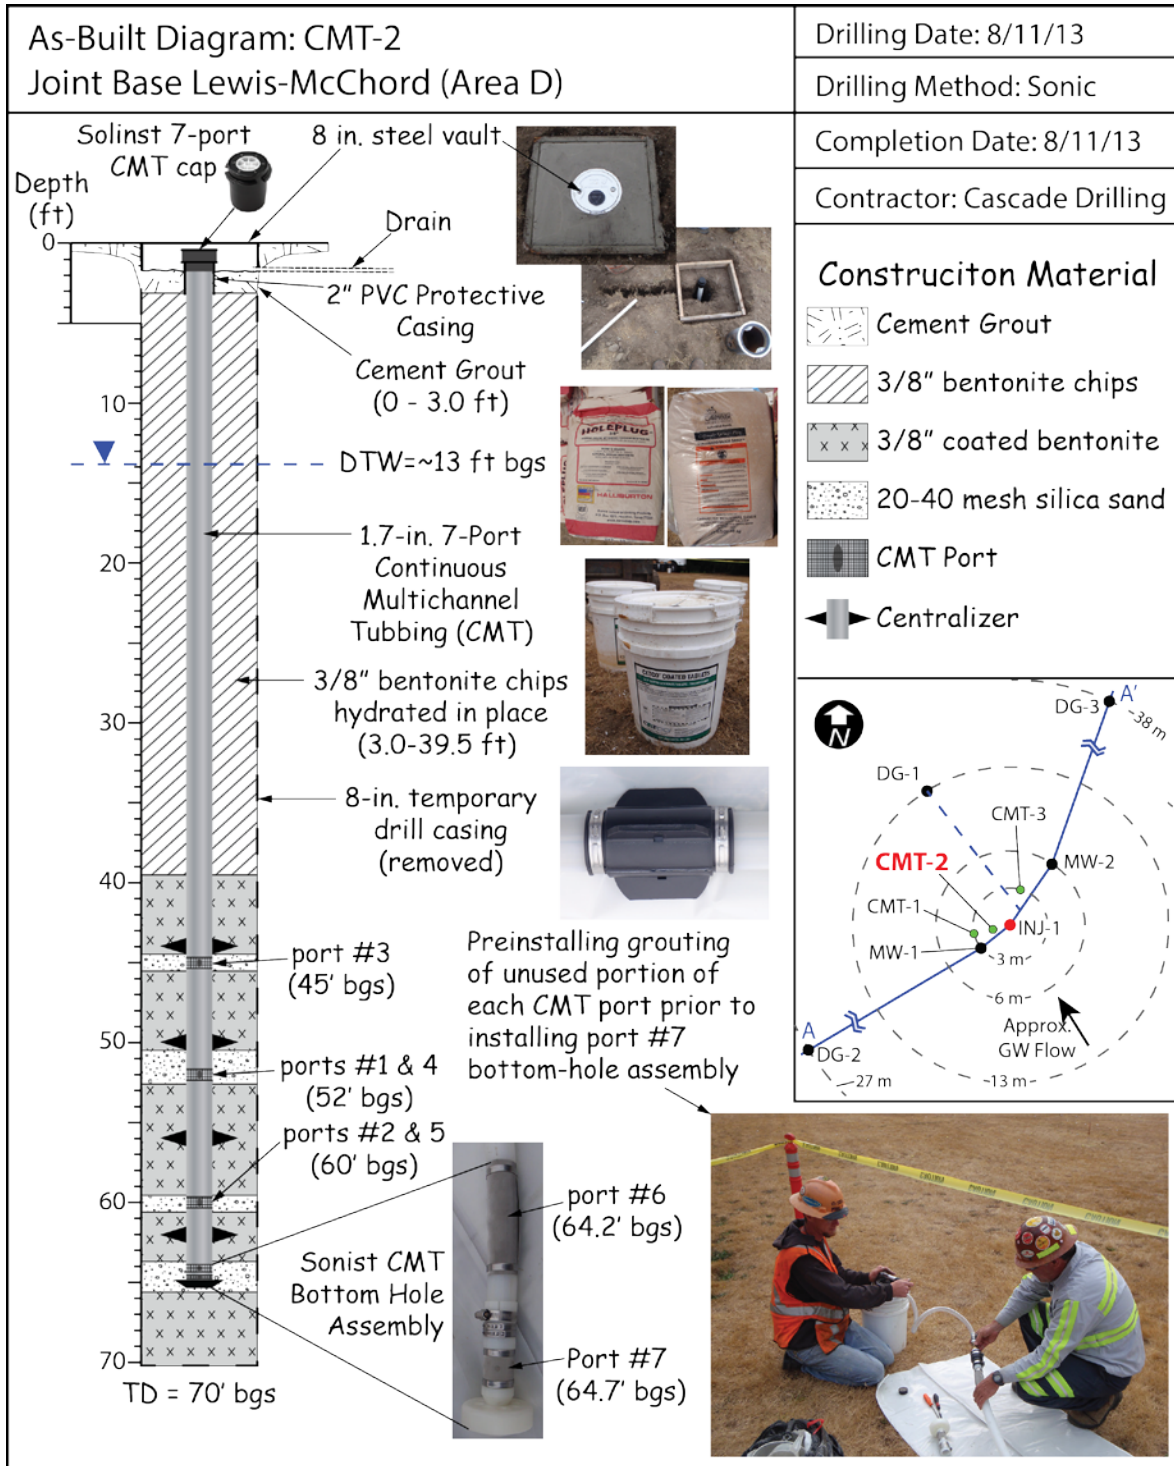 As-Built Diagram: CMT-2
Joint Base Lewis-McChord (Area D)
Drilling Date: 8/11/13
Drilling Method: Sonic
Completion Date: 8/11/13
Contractor: Cascade Drilling
Solinst 7-port
CMT cap
8 in. steel vault
Depth
(ft)
Drain
0
2" PVC Protective
Casing
Cement Grout
(0 - 3.0 ft)
10
DTW=~13 ft bgs
1.7-in. 7-Port
Continuous
Multichannel
Tubbing (CMT)
20
3/8" bentonite chips
hydrated in place
(3.0-39.5 ft)
30
8-in. temporary
drill casing
(removed)
40
port #3
(45' bgs)
50
ports #1 & 4
(52' bgs)
ports #2 & 5
(60' bgs)
60
70
TD = 70' bgs
HOLEPLUG
HALLIBURTON
Preinstalling grouting
of unused portion of
each CMT port prior to
installing port #7
bottom-hole assembly
port #6
(64.2' bgs)
Sonist CMT
Bottom Hole
Assembly
Port #7
(64.7' bgs)
Construciton Material
Cement Grout
3/8" bentonite chips
3/8" coated bentonite
20-40 mesh silica sand
CMT Port
Centralizer
N
DG-3
A'
38 m
DG-1
CMT-3
CMT-2
MW-2
CMT-1
INJ-1
MW-1
3 m
6 m
Approx.
GW Flow
A
DG-2
27 m
13 m